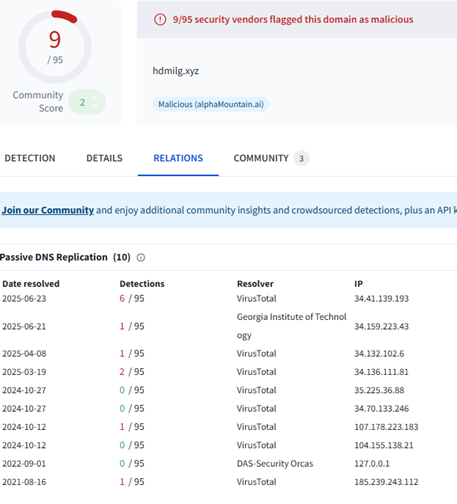 9
/ 95
Community
Score
2
9/95 security vendors flagged this domain as malicious
hdmilg.xyz
Malicious (alphaMountain.ai)
DETECTION DETAILS RELATIONS COMMUNITY 3
Join our Community and enjoy additional community insights and crowdsourced detections, plus an API k
Passive DNS Replication (10)
Date resolved Detections Resolver IP
2025-06-23 6 / 95 VirusTotal 34.41.139.193
2025-06-21 1 / 95 Georgia Institute of Technol
ogy 34.159.223.43
2025-04-08 1 / 95 VirusTotal 34.132.102.6
2025-03-19 2 / 95 VirusTotal 34.136.111.81
2024-10-27 0 / 95 VirusTotal 35.225.36.88
2024-10-27 0 / 95 VirusTotal 34.70.133.246
2024-10-12 1 / 95 VirusTotal 107.178.223.183
2024-10-12 0 / 95 VirusTotal 104.155.138.21
2022-09-01 0 / 95 DAS-Security Orcas 127.0.0.1
2021-08-16 1 / 95 VirusTotal 185.239.243.112